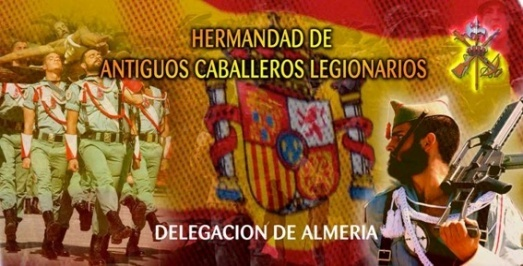 HERMANDAD DE
ANTIGUOS CABALLEROS LEGIONARIOS
DELEGACION DE ALMERIA